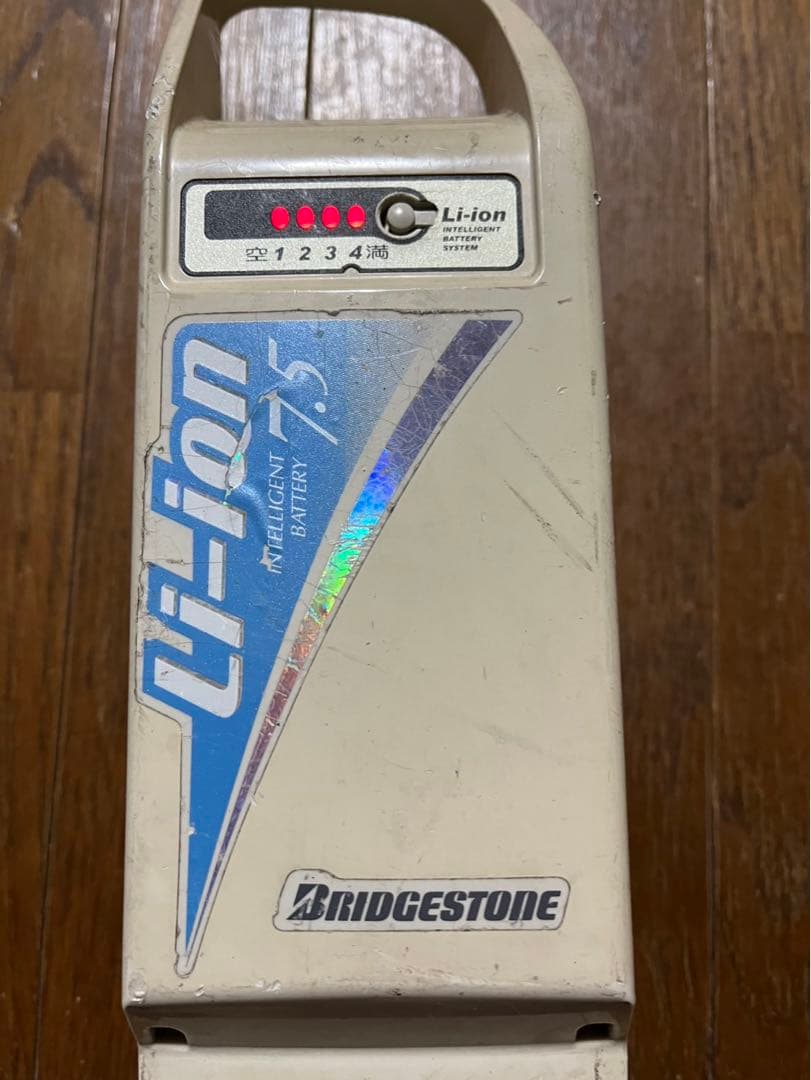 Li-ion
INTELLIGENT
BATTERY
SYSTEM
空 1 2 3 4 満
Li-ion
INTELLIGENT
BATTERY
7.5
BRIDGESTONE